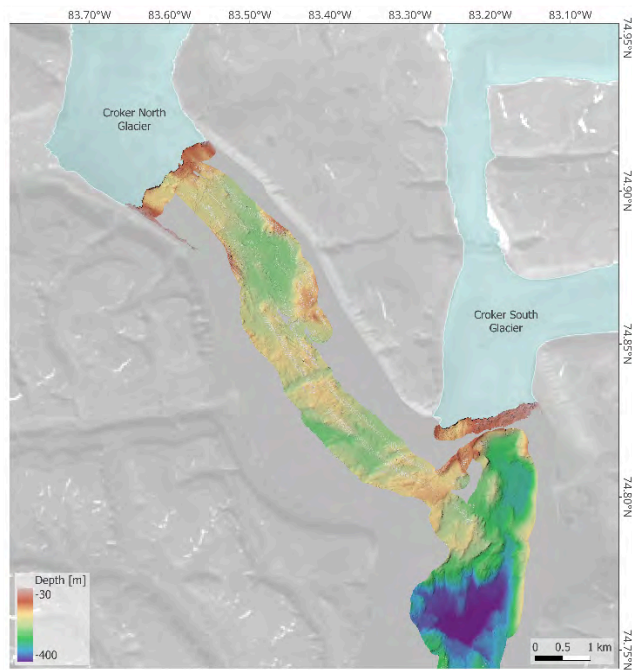 83.70°W 83.60°W 83.50°W 83.40°W 83.30°W 83.20°W 83.10°W
74.95°N
Croker North
Glacier
74.90°N
Croker South
Glacier
74.85°N
74.80°N
Depth [m]
-30
-400
0 0.5 1 km
74.75°N